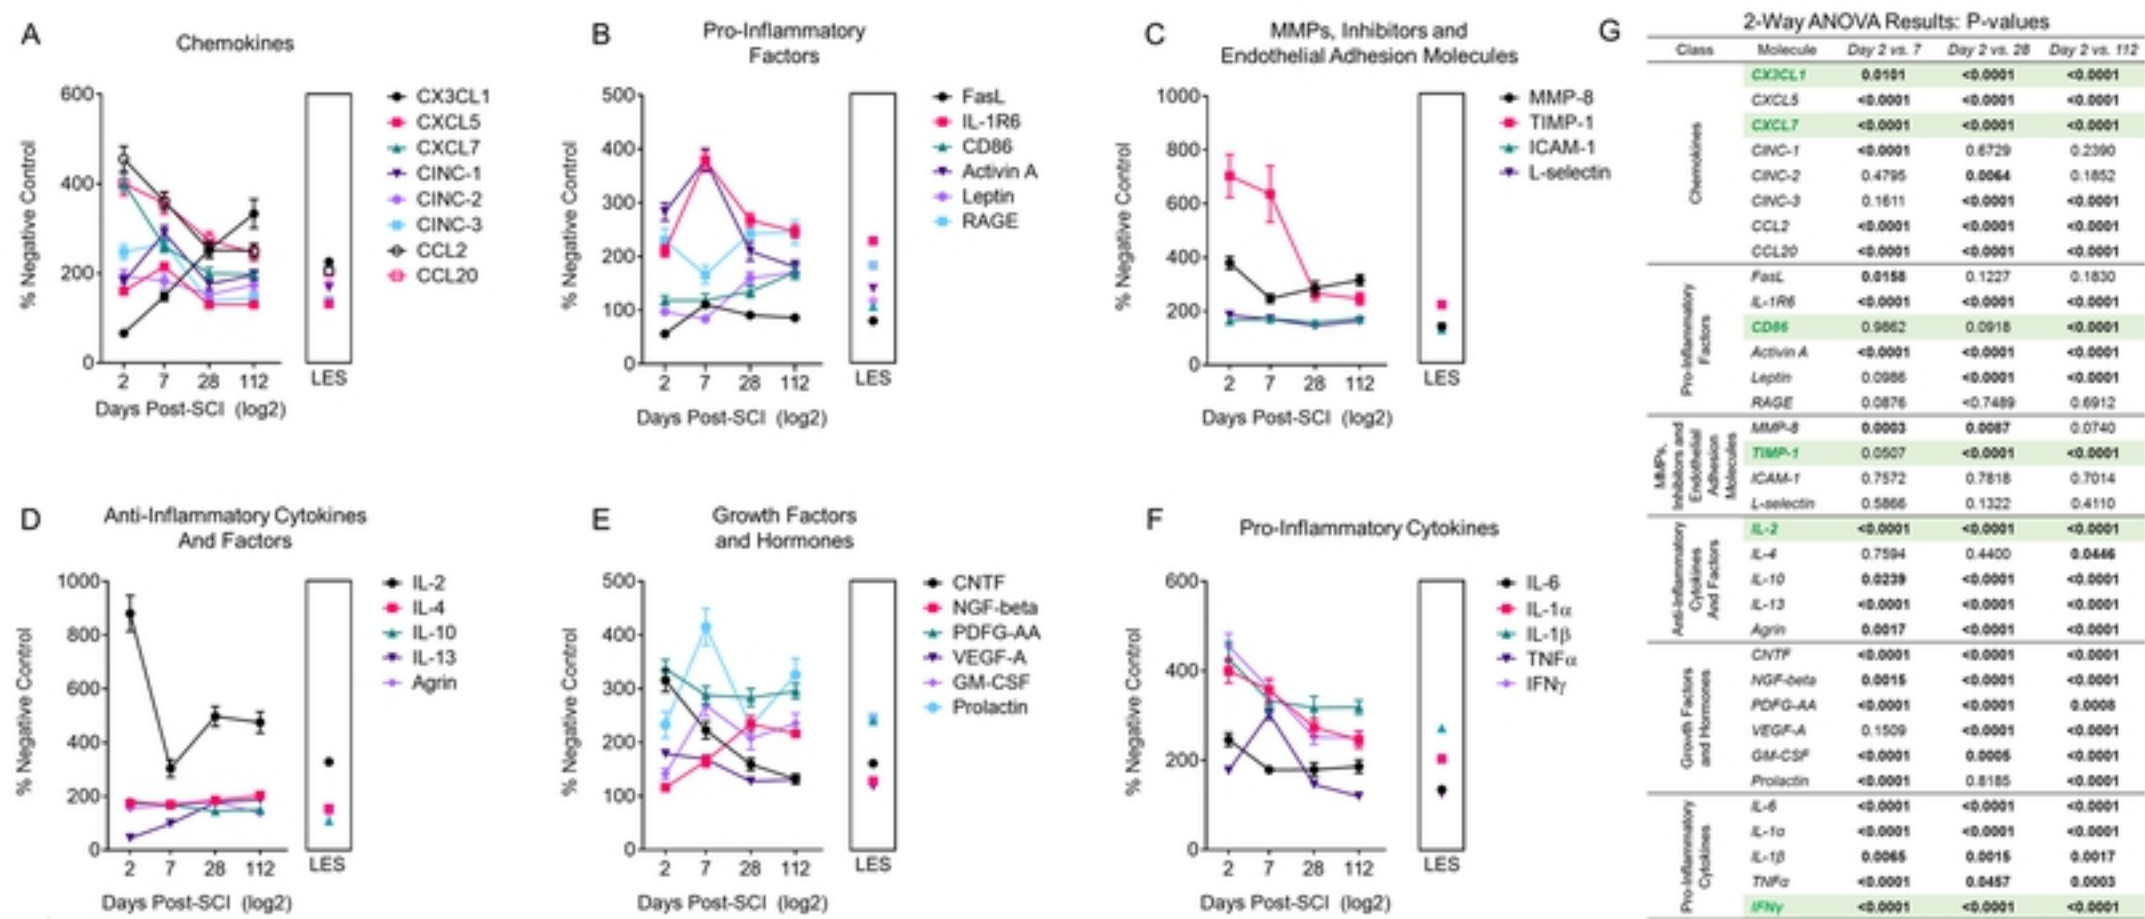 A
Chemokines
% Negative Control
600
400
200
0
2 7 28 112
LES
Days Post-SCI (log2)
CX3CL1
CXCL5
CXCL7
CINC-1
CINC-2
CINC-3
CCL2
CCL20
B
Pro-Inflammatory
Factors
% Negative Control
500
400
300
200
100
0
2 7 28 112
LES
Days Post-SCI (log2)
FasL
IL-1R6
CD86
Activin A
Leptin
RAGE
C
MMPs, Inhibitors and
Endothelial Adhesion Molecules
% Negative Control
1000
800
600
400
200
0
2 7 28 112
LES
Days Post-SCI (log2)
MMP-8
TIMP-1
ICAM-1
L-selectin
D
Anti-Inflammatory Cytokines
And Factors
% Negative Control
1000
800
600
400
200
0
2 7 28 112
LES
Days Post-SCI (log2)
IL-2
IL-4
IL-10
IL-13
Agrin
E
Growth Factors
and Hormones
% Negative Control
500
400
300
200
100
0
2 7 28 112
LES
Days Post-SCI (log2)
CNTF
NGF-beta
PDFG-AA
VEGF-A
GM-CSF
Prolactin
F
Pro-Inflammatory Cytokines
% Negative Control
600
400
200
0
2 7 28 112
LES
Days Post-SCI (log2)
IL-6
IL-1α
IL-1β
TNFα
IFNγ
G
2-Way ANOVA Results: P-values
Class Molecule Day 2 vs. 7 Day 2 vs. 28 Day 2 vs. 112
Chemokines
CX3CL1 0.0101 <0.0001 <0.0001
CXCL5 <0.0001 <0.0001 <0.0001
CXCL7 <0.0001 <0.0001 <0.0001
CINC-1 <0.0001 0.6729 0.2390
CINC-2 0.4795 0.0064 0.1852
CINC-3 0.1611 <0.0001 <0.0001
CCL2 <0.0001 <0.0001 <0.0001
CCL20 <0.0001 <0.0001 <0.0001
Pro-Inflammatory
Factors
FasL 0.0158 0.1227 0.1830
IL-1R6 <0.0001 <0.0001 <0.0001
CD86 0.9862 0.0918 <0.0001
Activin A <0.0001 <0.0001 <0.0001
Leptin 0.0986 <0.0001 <0.0001
RAGE 0.0876 <0.7489 0.6912
MMPs,
Inhibitors and
Endothelial
Adhesion
Molecules
MMP-8 0.0003 0.0087 0.0740
TIMP-1 0.0507 <0.0001 <0.0001
ICAM-1 0.7572 0.7818 0.7014
L-selectin 0.5866 0.1322 0.4110
Anti-Inflammatory
Cytokines
And Factors
IL-2 <0.0001 <0.0001 <0.0001
IL-4 0.7594 0.4400 0.0446
IL-10 0.0239 <0.0001 <0.0001
IL-13 <0.0001 <0.0001 <0.0001
Agrin 0.0017 <0.0001 <0.0001
Growth Factors
and Hormones
CNTF <0.0001 <0.0001 <0.0001
NGF-beta 0.0015 <0.0001 <0.0001
PDFG-AA <0.0001 <0.0001 0.0008
VEGF-A 0.1509 <0.0001 <0.0001
GM-CSF <0.0001 0.0005 <0.0001
Prolactin <0.0001 0.8185 <0.0001
Pro-Inflammatory
Cytokines
IL-6 <0.0001 <0.0001 <0.0001
IL-1α <0.0001 <0.0001 <0.0001
IL-1β 0.0065 0.0015 0.0017
TNFα <0.0001 0.0457 0.0003
IFNγ <0.0001 <0.0001 <0.0001